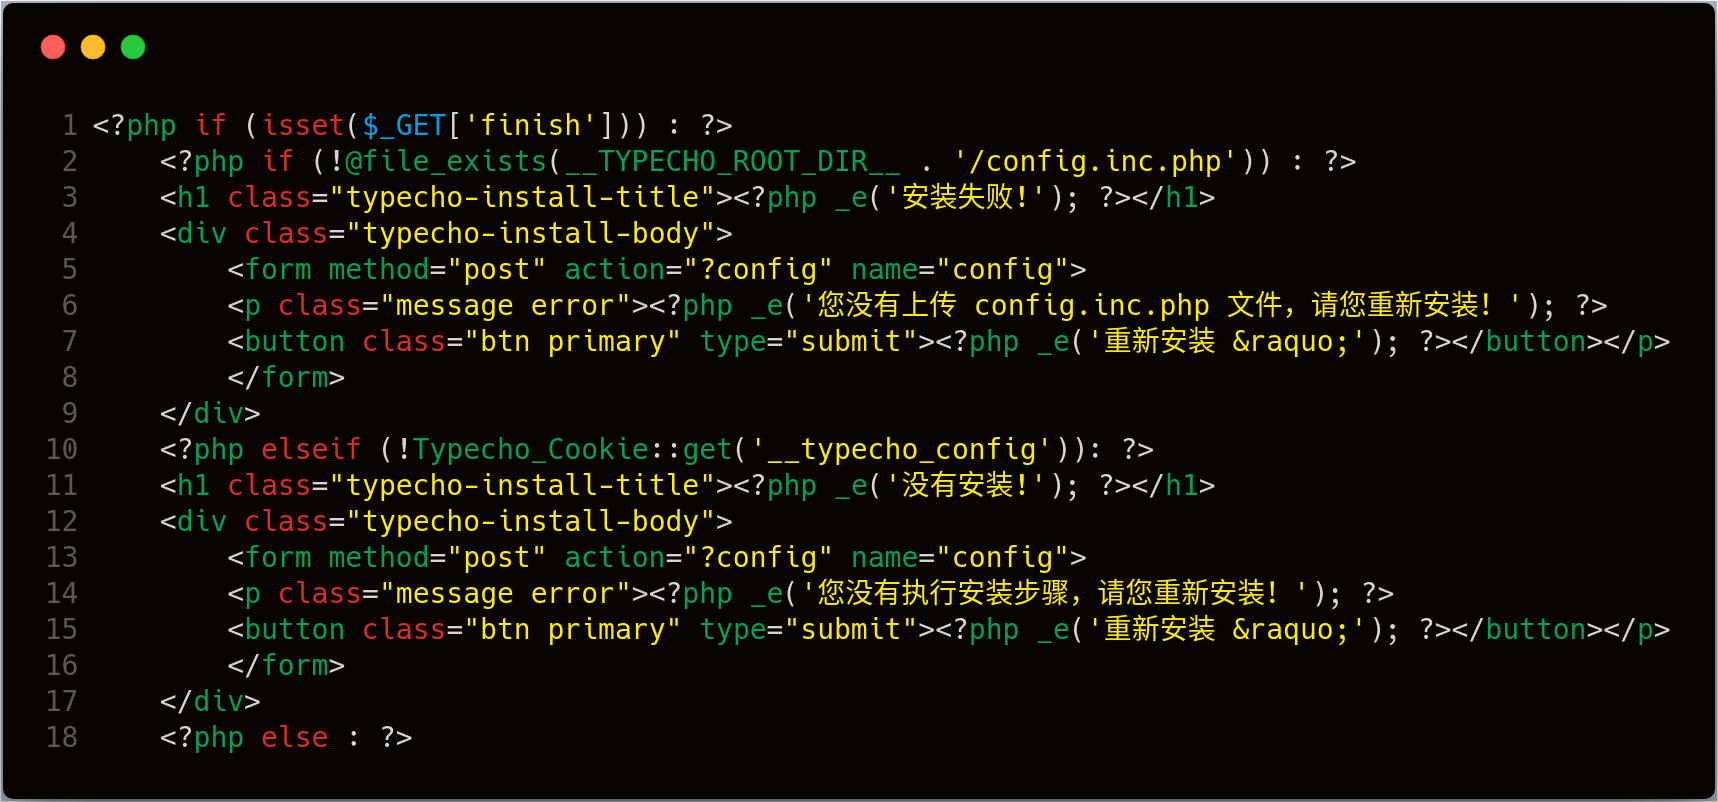 1 <?php if (isset($_GET['finish'])) : ?>
2     <?php if (!@file_exists(__TYPECHO_ROOT_DIR__ . '/config.inc.php')) : ?>
3     <h1 class="typecho-install-title"><?php _e('安装失败!'); ?></h1>
4     <div class="typecho-install-body">
5         <form method="post" action="?config" name="config">
6         <p class="message error"><?php _e('您没有上传 config.inc.php 文件，请您重新安装！'); ?>
7         <button class="btn primary" type="submit"><?php _e('重新安装 &raquo;'); ?></button></p>
8         </form>
9     </div>
10     <?php elseif (!Typecho_Cookie::get('__typecho_config')): ?>
11     <h1 class="typecho-install-title"><?php _e('没有安装!'); ?></h1>
12     <div class="typecho-install-body">
13         <form method="post" action="?config" name="config">
14         <p class="message error"><?php _e('您没有执行安装步骤，请您重新安装！'); ?>
15         <button class="btn primary" type="submit"><?php _e('重新安装 &raquo;'); ?></button></p>
16         </form>
17     </div>
18     <?php else : ?>